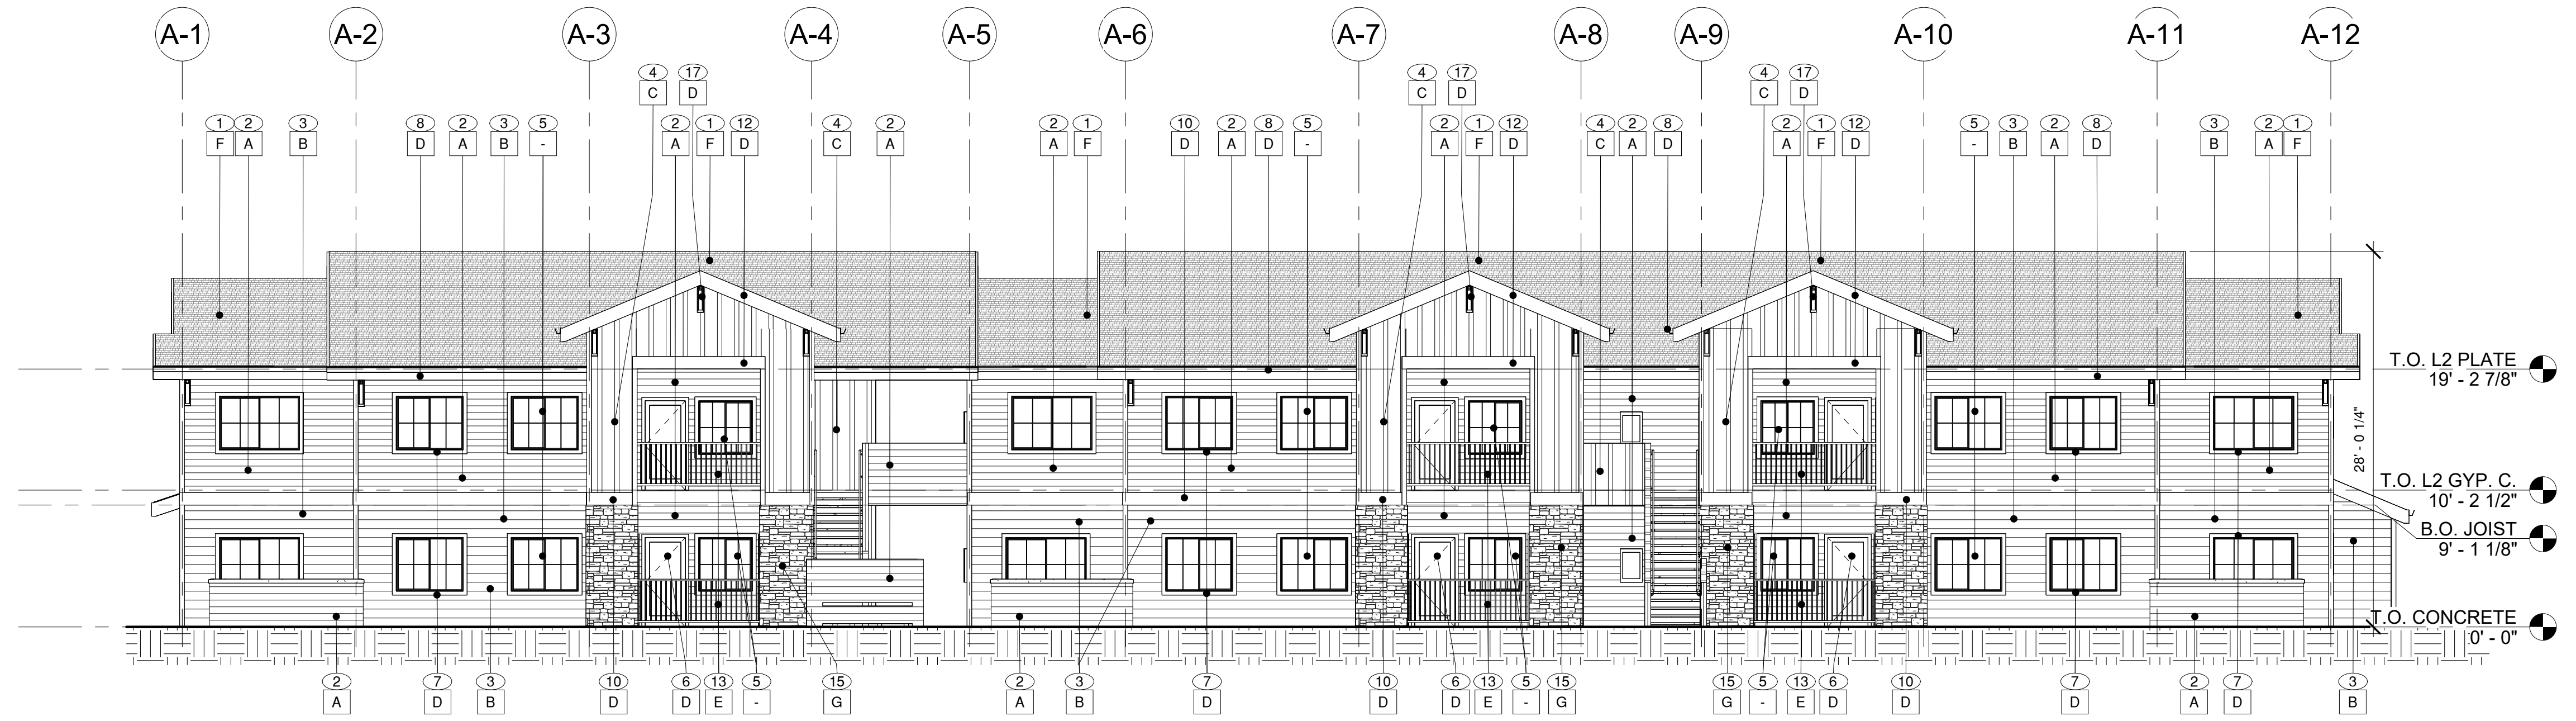 A-1 A-2 A-3 A-4 A-5 A-6 A-7 A-8 A-9 A-10 A-11 A-12
4 17 4 17 4 17
C D C D C D
1 2 3 8 2 3 5 2 1 12 4 2 2 1 10 2 8 5 2 1 12 4 2 8 2 1 12 5 3 2 8 3 2 1
F A B D A B - A F D C A A F D A D - A F D C A D A F D - B A D B A F
T.O. L2 PLATE
19' - 2 7/8"
28' - 0 1/4"
T.O. L2 GYP. C.
10' - 2 1/2"
B.O. JOIST
9' - 1 1/8"
T.O. CONCRETE
0' - 0"
2 7 3 10 6 13 5 15 2 3 7 10 6 13 5 15 15 5 13 6 10 7 2 7 3
A D B D D E - G A B D D D E - G G - E D D D A D B